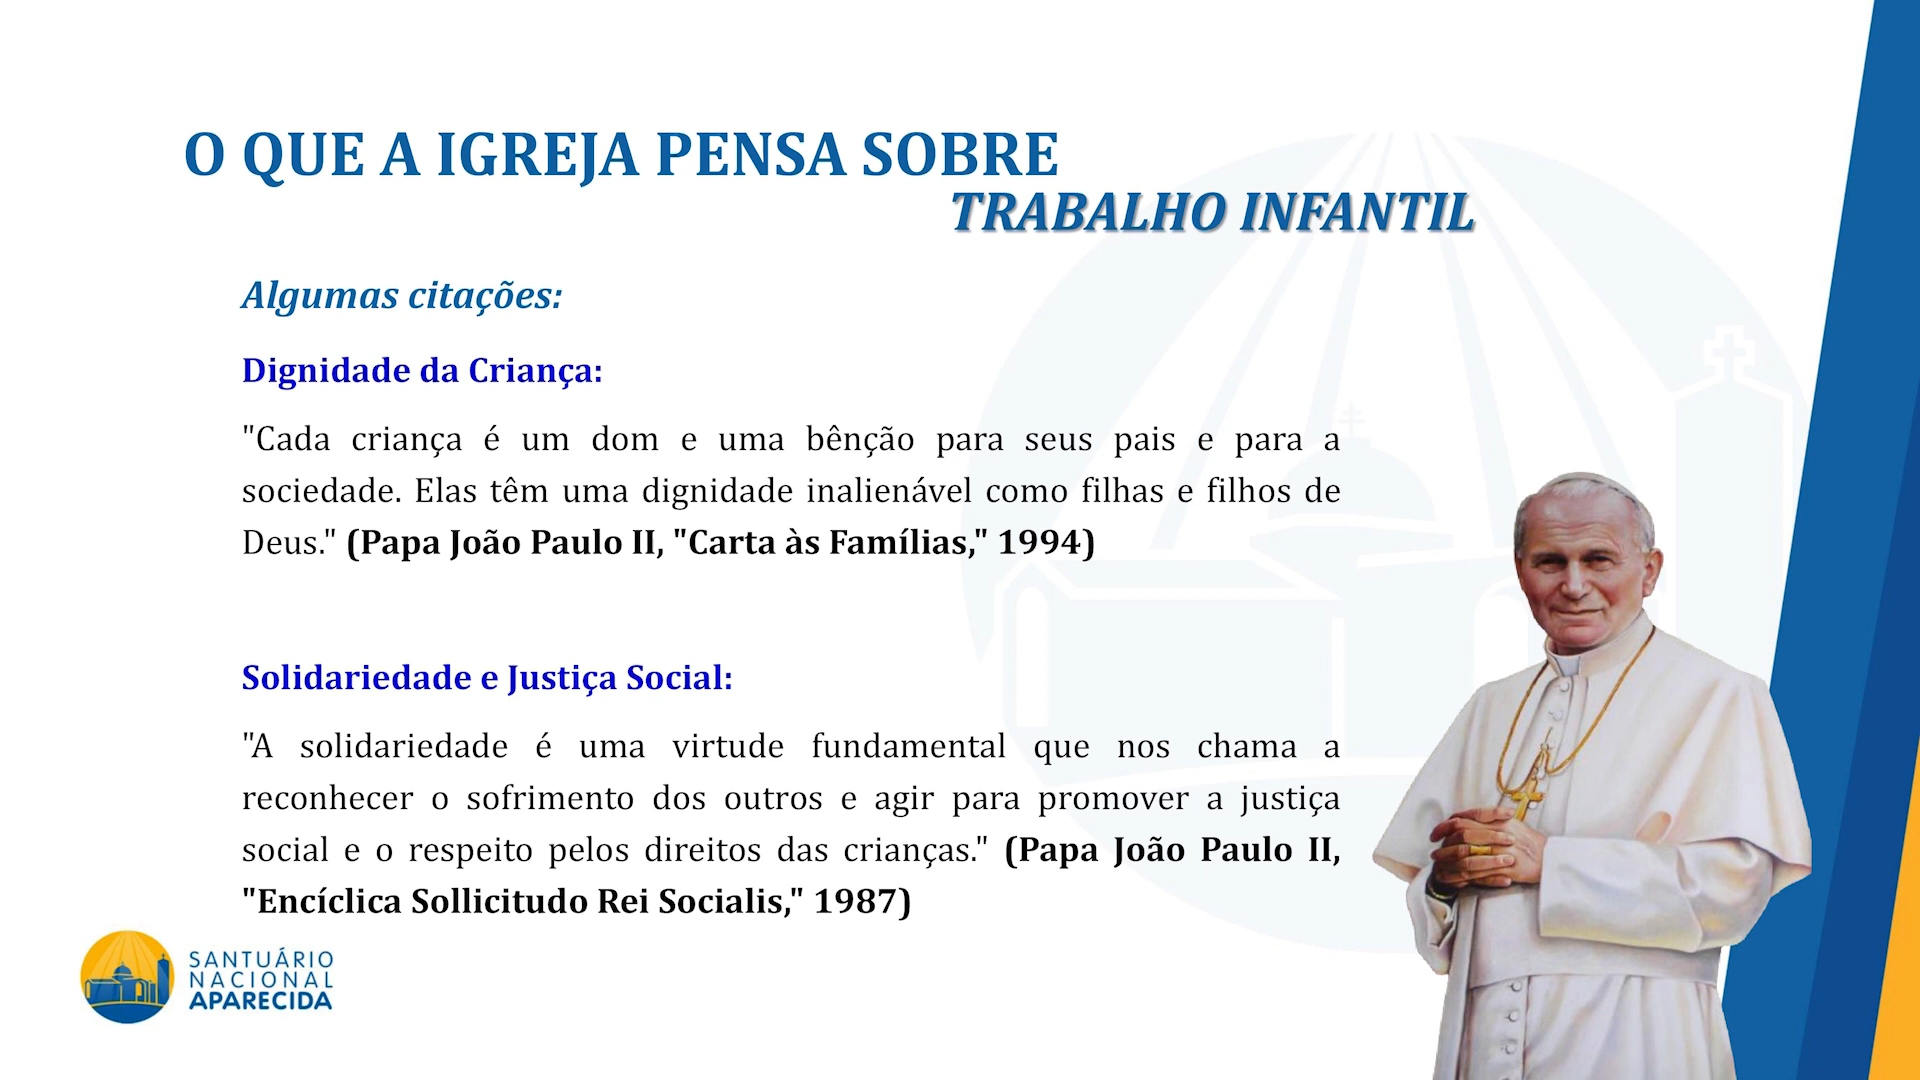 O QUE A IGREJA PENSA SOBRE
TRABALHO INFANTIL
Algumas citações:
Dignidade da Criança:
"Cada criança é um dom e uma bênção para seus pais e para a
sociedade. Elas têm uma dignidade inalienável como filhas e filhos de
Deus." (Papa João Paulo II, "Carta às Famílias," 1994)
Solidariedade e Justiça Social:
"A solidariedade é uma virtude fundamental que nos chama a
reconhecer o sofrimento dos outros e agir para promover a justiça
social e o respeito pelos direitos das crianças." (Papa João Paulo II,
"Encíclica Sollicitudo Rei Socialis," 1987)
SANTUÁRIO
NACIONAL
APARECIDA